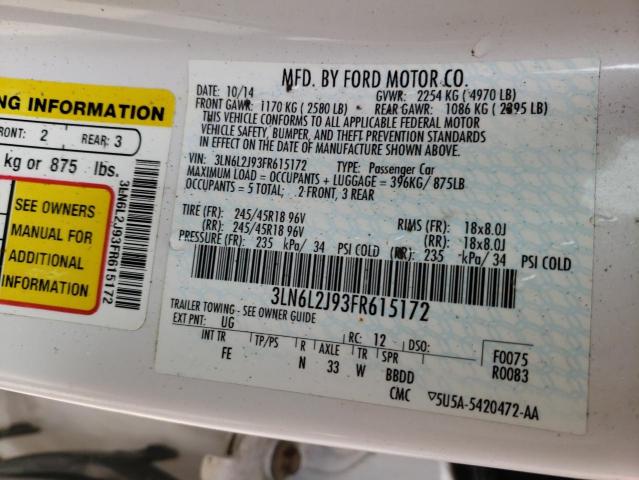 NG INFORMATION
FRONT: 2 REAR: 3
kg or 875 lbs.
SEE OWNERS
MANUAL FOR
ADDITIONAL
INFORMATION
3LN6L2J93FR615172
MFD. BY FORD MOTOR CO.
DATE: 10/14 GVWR: 2254 KG ( 4970 LB)
FRONT GAWR: 1170 KG ( 2580 LB) REAR GAWR: 1086 KG ( 2395 LB)
THIS VEHICLE CONFORMS TO ALL APPLICABLE FEDERAL MOTOR
VEHICLE SAFETY, BUMPER, AND THEFT PREVENTION STANDARDS
IN EFFECT ON THE DATE OF MANUFACTURE SHOWN ABOVE.
VIN: 3LN6L2J93FR615172 TYPE: Passenger Car
MAXIMUM LOAD = OCCUPANTS + LUGGAGE = 396KG/ 875LB
OCCUPANTS = 5 TOTAL: 2 FRONT, 3 REAR
TIRE (FR): 245/45R18 96V RIMS (FR): 18x8.0J
(RR): 245/45R18 96V (RR): 18x8.0J
PRESSURE (FR): 235 kPa/ 34 PSI COLD (RR): 235 kPa/ 34 PSI COLD
3LN6L2J93FR615172
TRAILER TOWING - SEE OWNER GUIDE
EXT PNT: UG RC: 12 DSO:
INT TR TP/PS R AXLE TR SPR F0075
FE N 33 W BBDD R0083
CMC ▽5U5A-5420472-AA